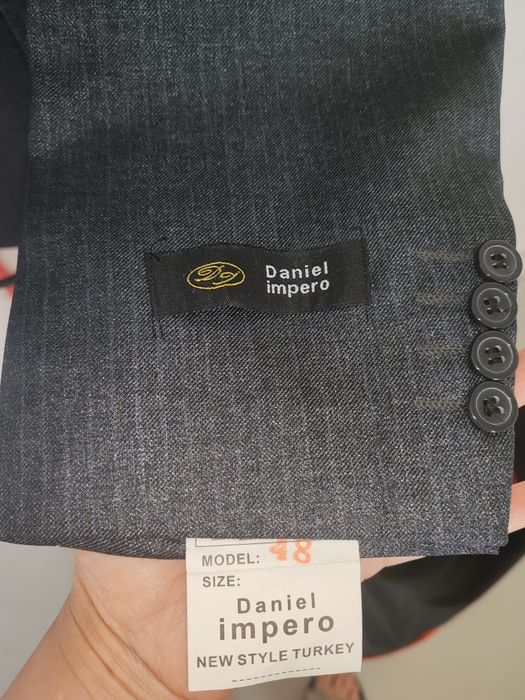 Daniel
impero
MODEL: 48
SIZE:
Daniel
impero
NEW STYLE TURKEY